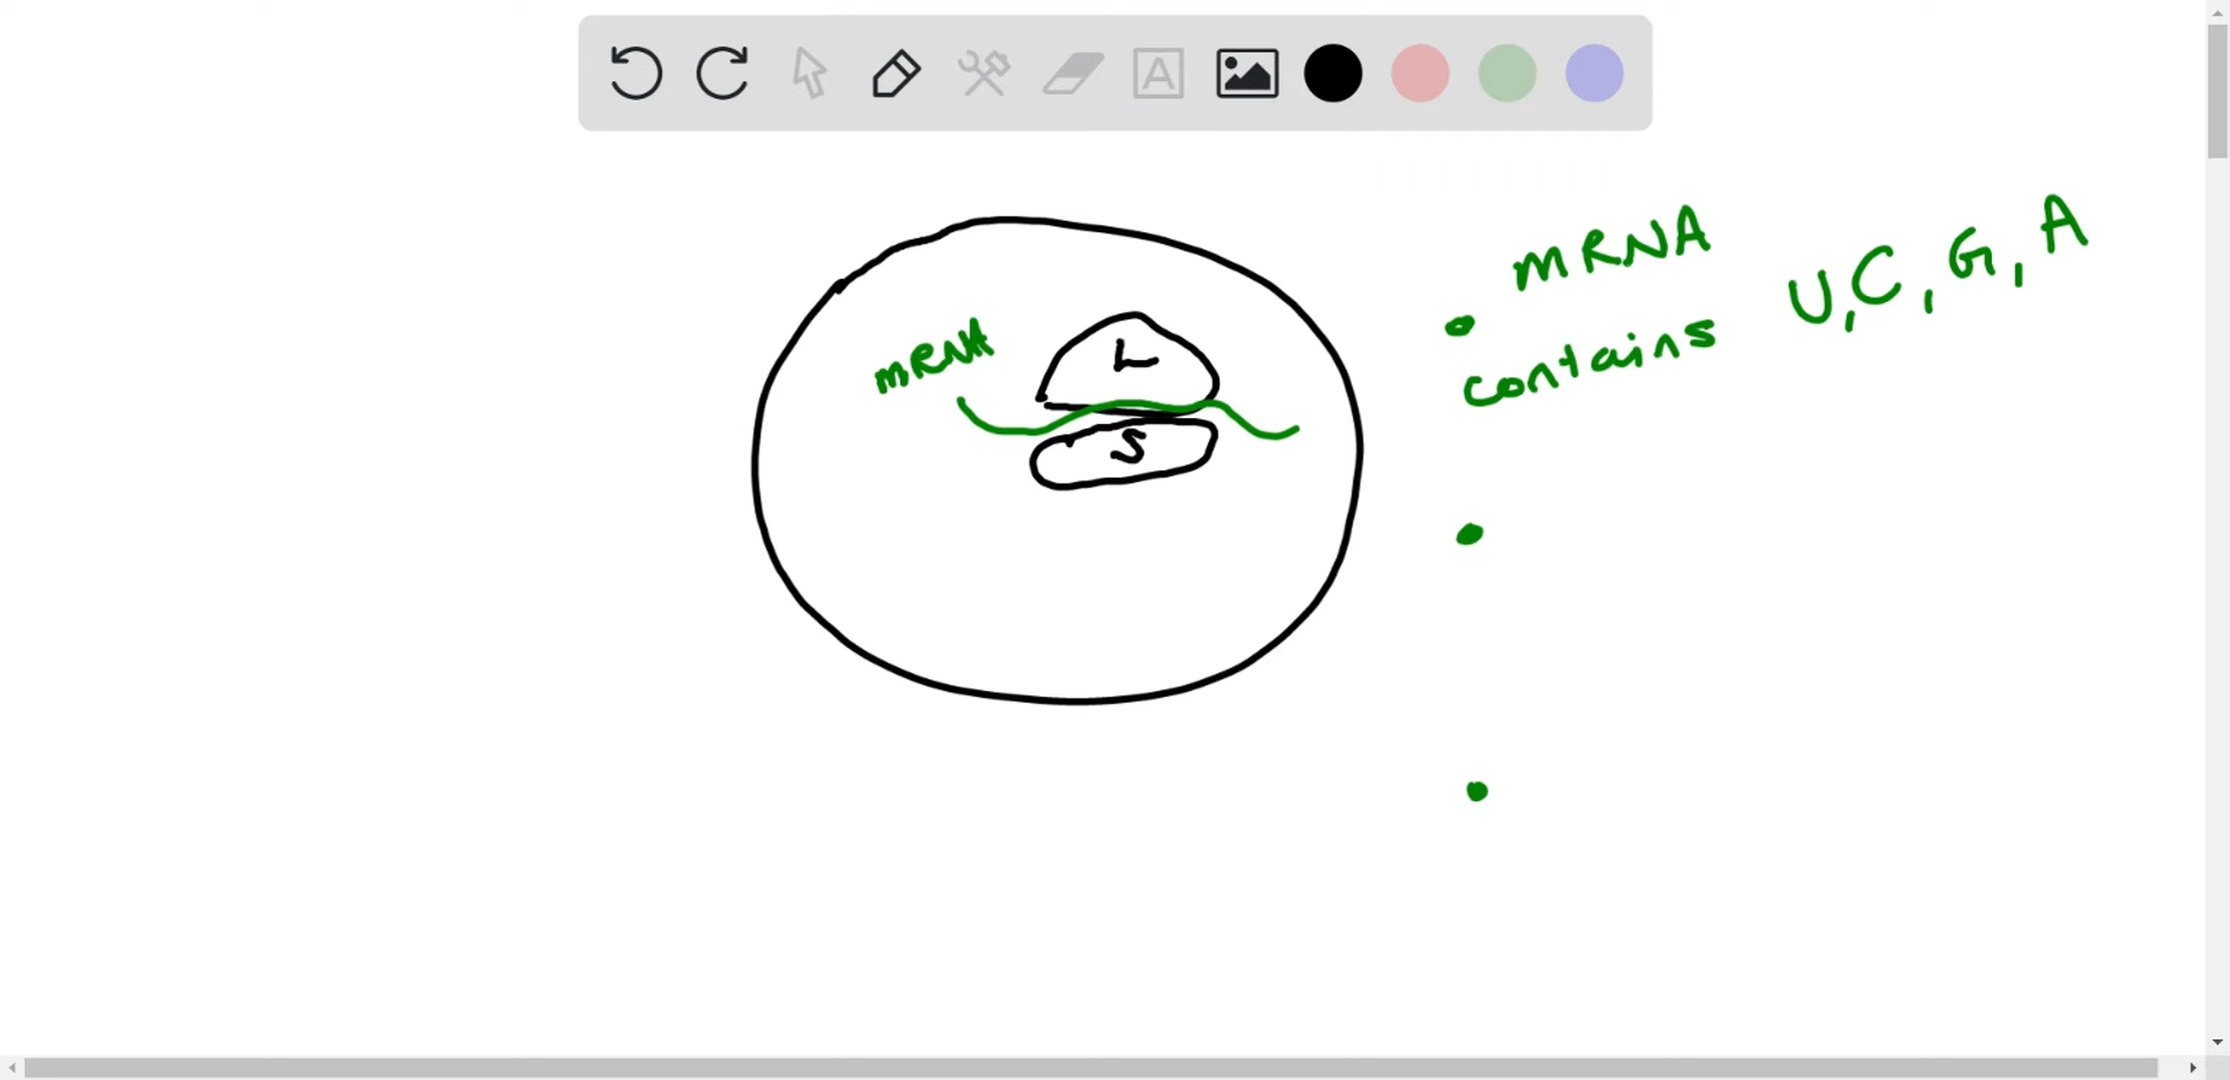 A
mRNA U, C, G, A
contains
mRNA
L
S